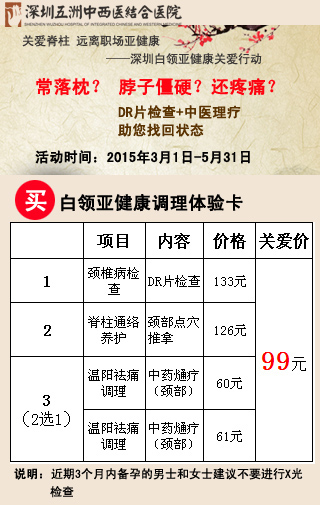 深圳五洲中西医结合医院
SHENZHEN WUZHOU HOSPITAL OF INTEGRATED TRADITIONAL CHINESE AND WESTERN MEDICINE
关爱脊柱 远离职场亚健康
——深圳白领亚健康关爱行动
常落枕？ 脖子僵硬？还疼痛？
DR片检查+中医理疗
助您找回状态
活动时间：2015年3月1日-5月31日
买 白领亚健康调理体验卡
项目 内容 价格 关爱价
1 颈椎病检查 DR片检查 133元
2 脊柱通络养护 颈部点穴推拿 126元
99元
3（2选1） 温阳祛痛调理 中药熥疗（颈部） 60元
温阳祛痛调理 中药熥疗（颈部） 61元
说明：近期3个月内备孕的男士和女士建议不要进行X光
检查